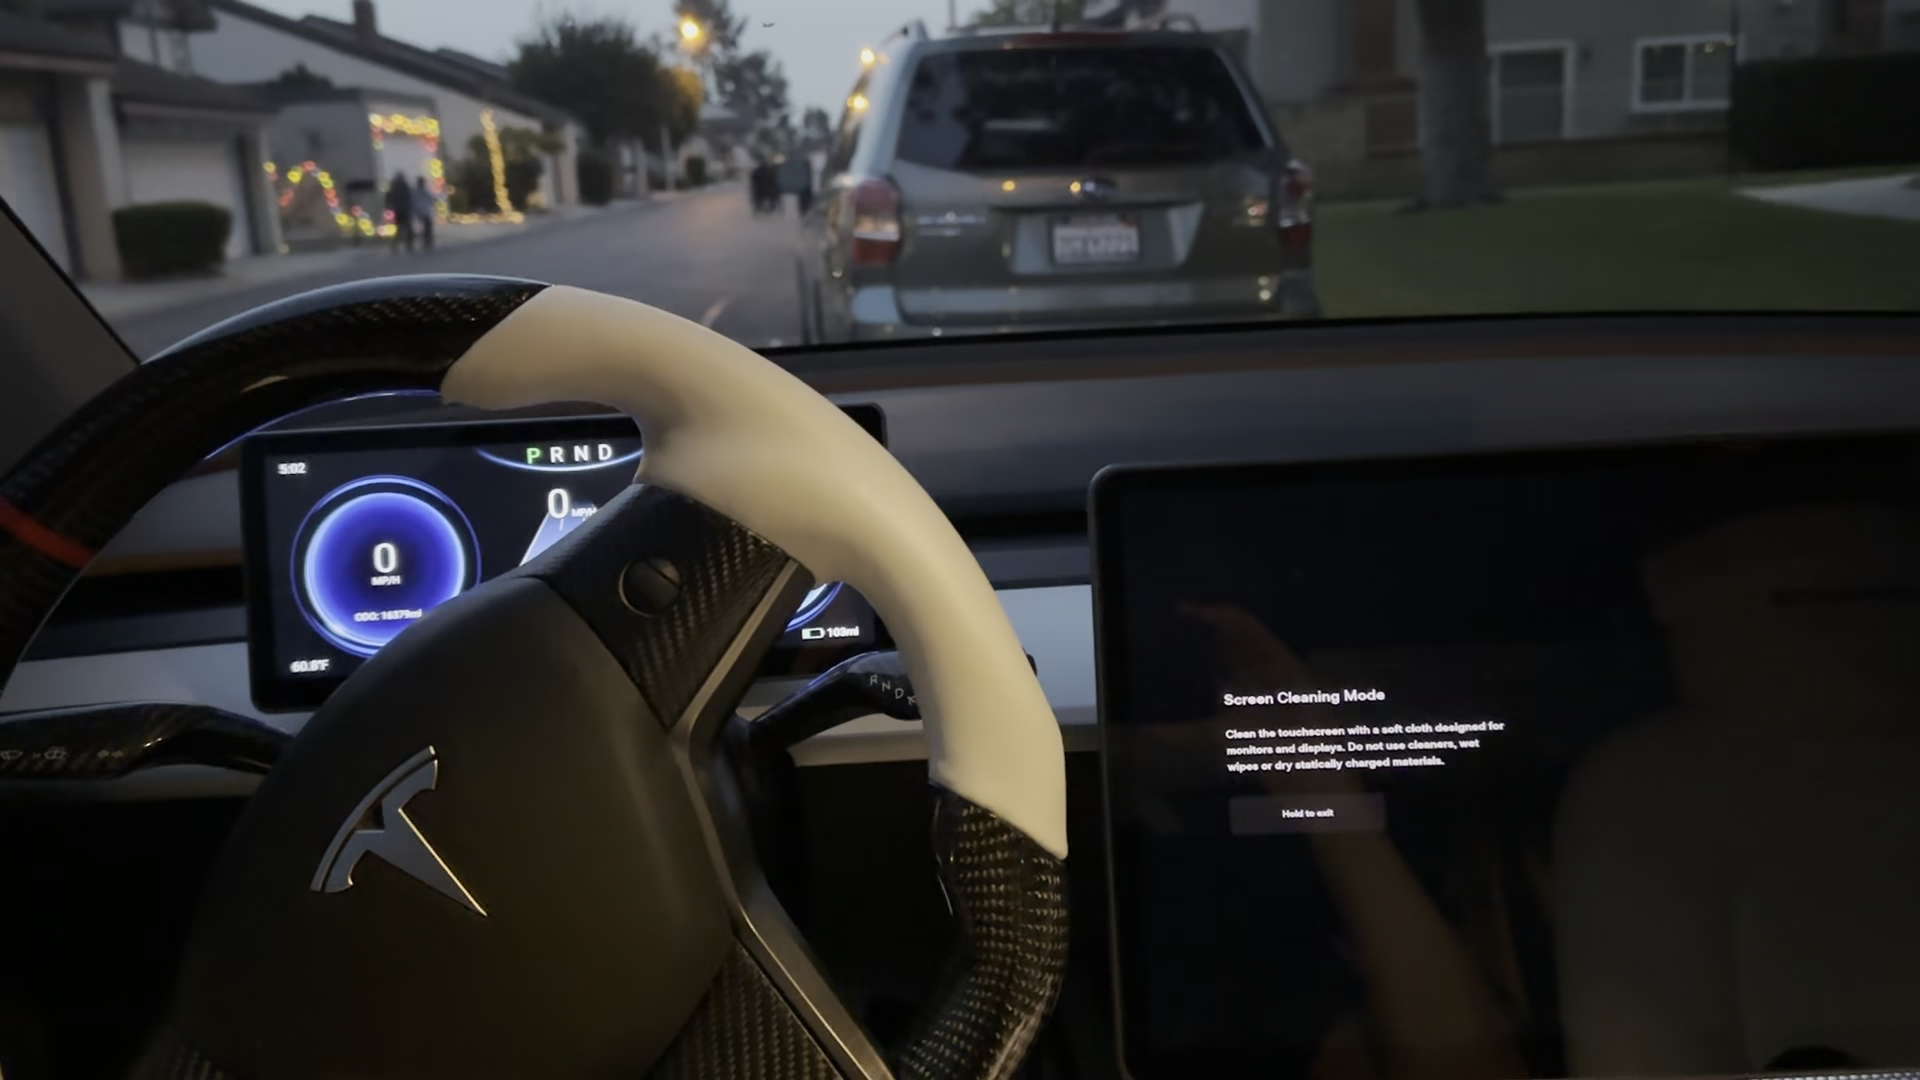 5:02
P R N D
0
MPH
0
MP/H
ODO: 16379mi
60.8°F
103mi
R N D
Screen Cleaning Mode
Clean the touchscreen with a soft cloth designed for
monitors and displays. Do not use cleaners, wet
wipes or dry statically charged materials.
Hold to exit